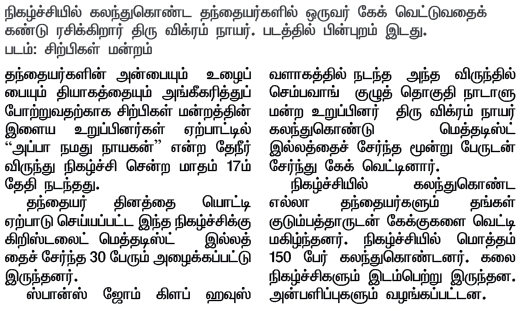 நிகழ்ச்சியில் கலந்துகொண்ட தந்தையர்களில் ஒருவர் கேக் வெட்டுவதைக்
கண்டு ரசிக்கிறார் திரு விக்ரம் நாயர். படத்தில் பின்புறம் இடது.
படம்: சிற்பிகள் மன்றம்
தந்தையர்களின் அன்பையும் உழைப்
பையும் தியாகத்தையும் அங்கீகரித்துப்
போற்றுவதற்காக சிற்பிகள் மன்றத்தின்
இளைய உறுப்பினர்கள் ஏற்பாட்டில்
“அப்பா நமது நாயகன்” என்ற தேநீர்
விருந்து நிகழ்ச்சி சென்ற மாதம் 17ம்
தேதி நடந்தது.
தந்தையர் தினத்தை யொட்டி
ஏற்பாடு செய்யப்பட்ட இந்த நிகழ்ச்சிக்கு
கிறிஸ்டலைட் மெத்தடிஸ்ட் இல்லத்
தைச் சேர்ந்த 30 பேரும் அழைக்கப்பட்டு
இருந்தனர்.
ஸ்பான்ஸ் ஜோம் கிளப் ஹவுஸ்
வளாகத்தில் நடந்த அந்த விருந்தில்
செம்பவாங் குழுத் தொகுதி நாடாளு
மன்ற உறுப்பினர் திரு விக்ரம் நாயர்
கலந்துகொண்டு மெத்தடிஸ்ட்
இல்லத்தைச் சேர்ந்த மூன்று பேருடன்
சேர்ந்து கேக் வெட்டினார்.
நிகழ்ச்சியில் கலந்துகொண்ட
எல்லா தந்தையர்களும் தங்கள்
குடும்பத்தாருடன் கேக்குகளை வெட்டி
மகிழ்ந்தனர். நிகழ்ச்சியில் மொத்தம்
150 பேர் கலந்துகொண்டனர். கலை
நிகழ்ச்சிகளும் இடம்பெற்று இருந்தன.
அன்பளிப்புகளும் வழங்கப்பட்டன.